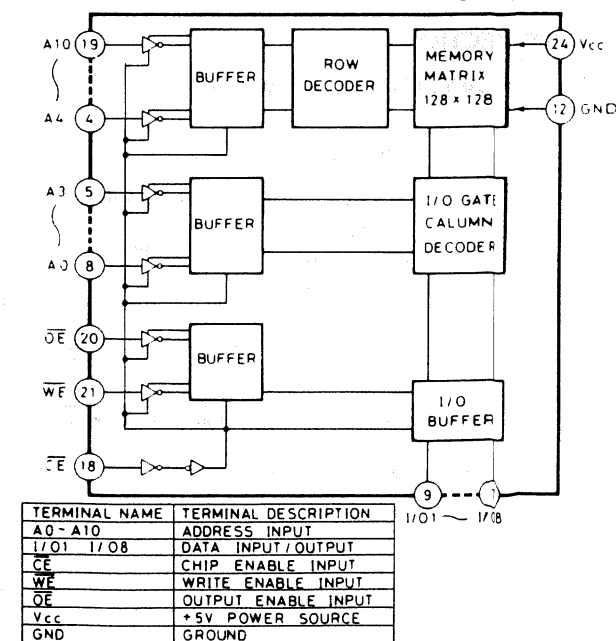 A10 19
BUFFER
ROW
DECODER
MEMORY
MATRIX
128 x 128
24 Vcc
A4 4
12 GND
A3 5
BUFFER
I/O GATE
CALUMN
DECODER
A0 8
OE 20
BUFFER
WE 21
I/O
BUFFER
CE 18
9
I/O1 ~ I/O8
TERMINAL NAME TERMINAL DESCRIPTION
A0~A10 ADDRESS INPUT
I/O1 I/O8 DATA INPUT/OUTPUT
CE CHIP ENABLE INPUT
WE WRITE ENABLE INPUT
OE OUTPUT ENABLE INPUT
Vcc +5V POWER SOURCE
GND GROUND